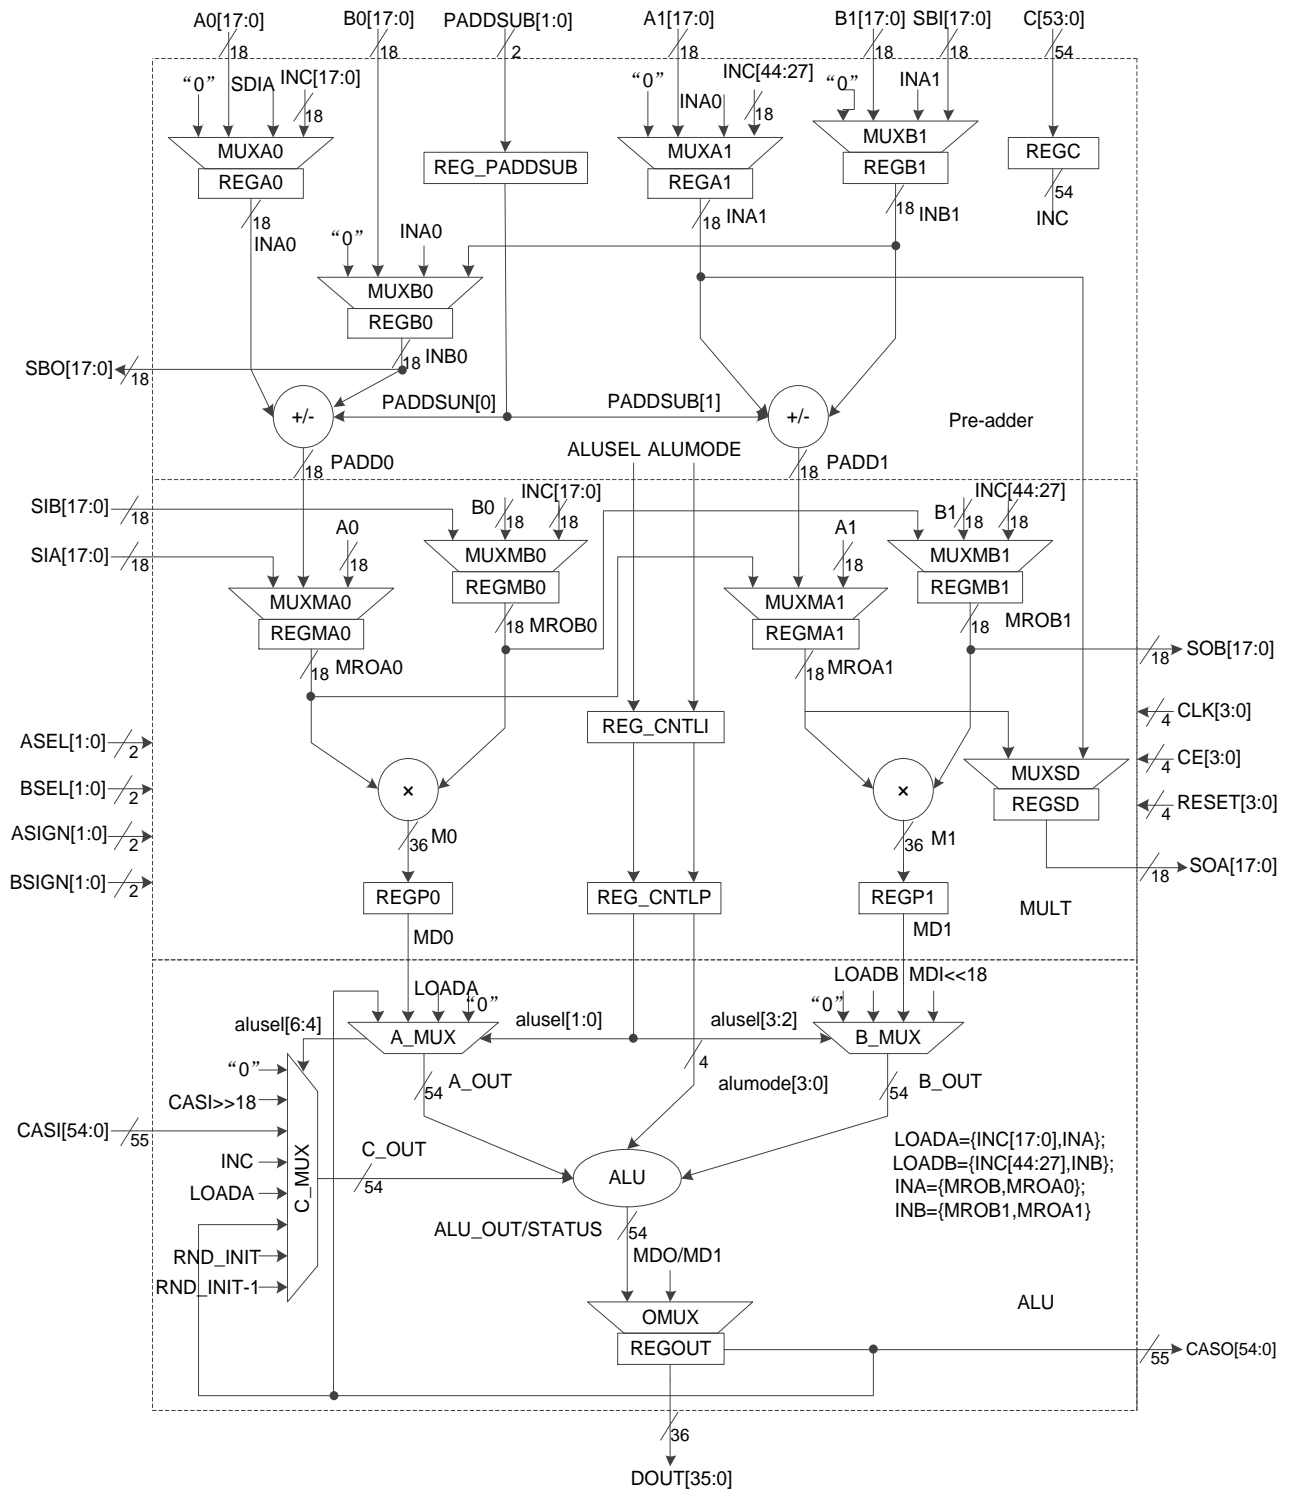 A0[17:0] B0[17:0] PADDSUB[1:0] A1[17:0] B1[17:0] SBI[17:0] C[53:0]
18 18 2 18 18 18 54
“0” SDIA INC[17:0] “0” INA0 INC[44:27] “0” INA1
18 18
MUXA0 MUXA1 MUXB1 REGC
REGA0 REG_PADDSUB REGA1 REGB1
18 18 18 54
INA0 INA1 INB1 INC
“0” INA0
MUXB0
REGB0
18 INB0
SBO[17:0] 18
+/- PADDSUN[0] PADDSUB[1] +/- Pre-adder
18 PADD0 ALUSEL ALUMODE 18 PADD1
SIB[17:0] 18 B0 18 INC[17:0] 18 B1 18 INC[44:27] 18
SIA[17:0] 18 A0 18 MUXMB0 A1 18 MUXMB1
MUXMA0 REGMB0 MUXMA1 REGMB1
REGMA0 18 MROB0 REGMA1 18 MROB1
18 MROA0 18 MROA1 18 SOB[17:0]
REG_CNTLI 4 CLK[3:0]
ASEL[1:0] 2 4 CE[3:0]
× × MUXSD
BSEL[1:0] 2 REGSD 4 RESET[3:0]
ASIGN[1:0] 2 36 M0 36 M1
18 SOA[17:0]
BSIGN[1:0] 2 REGP0 REG_CNTLP REGP1 MULT
MD0 MD1
LOADA “0” “0” LOADB MDI<<18
alusel[6:4] A_MUX alusel[1:0] alusel[3:2] B_MUX
“0” 54 A_OUT 4 alumode[3:0] 54 B_OUT
CASI>>18
CASI[54:0] 55
INC
LOADA
RND_INIT
RND_INIT-1
C_MUX
C_OUT
54
ALU
LOADA={INC[17:0],INA};
LOADB={INC[44:27],INB};
INA={MROB,MROA0};
INB={MROB1,MROA1}
ALU_OUT/STATUS 54
MDO/MD1
OMUX ALU
REGOUT 55 CASO[54:0]
36
DOUT[35:0]